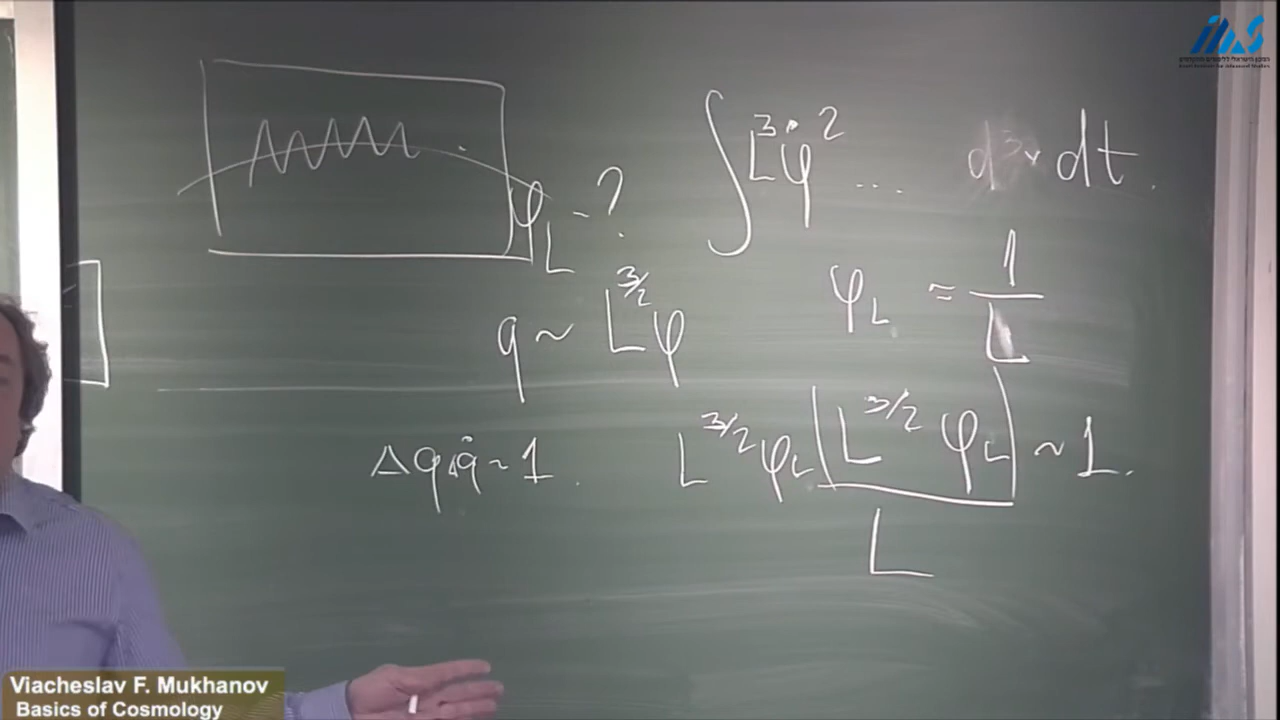 φ_L - ?
∫ L³ φ̇² ... d³x dt.
q ~ L^{3/2} φ
φ_L ≈ 1/L
Δq Δq̇ ~ 1.
L^{3/2} φ_L (L^{3/2} φ_L)/L ~ 1.
Viacheslav F. Mukhanov
Basics of Cosmology